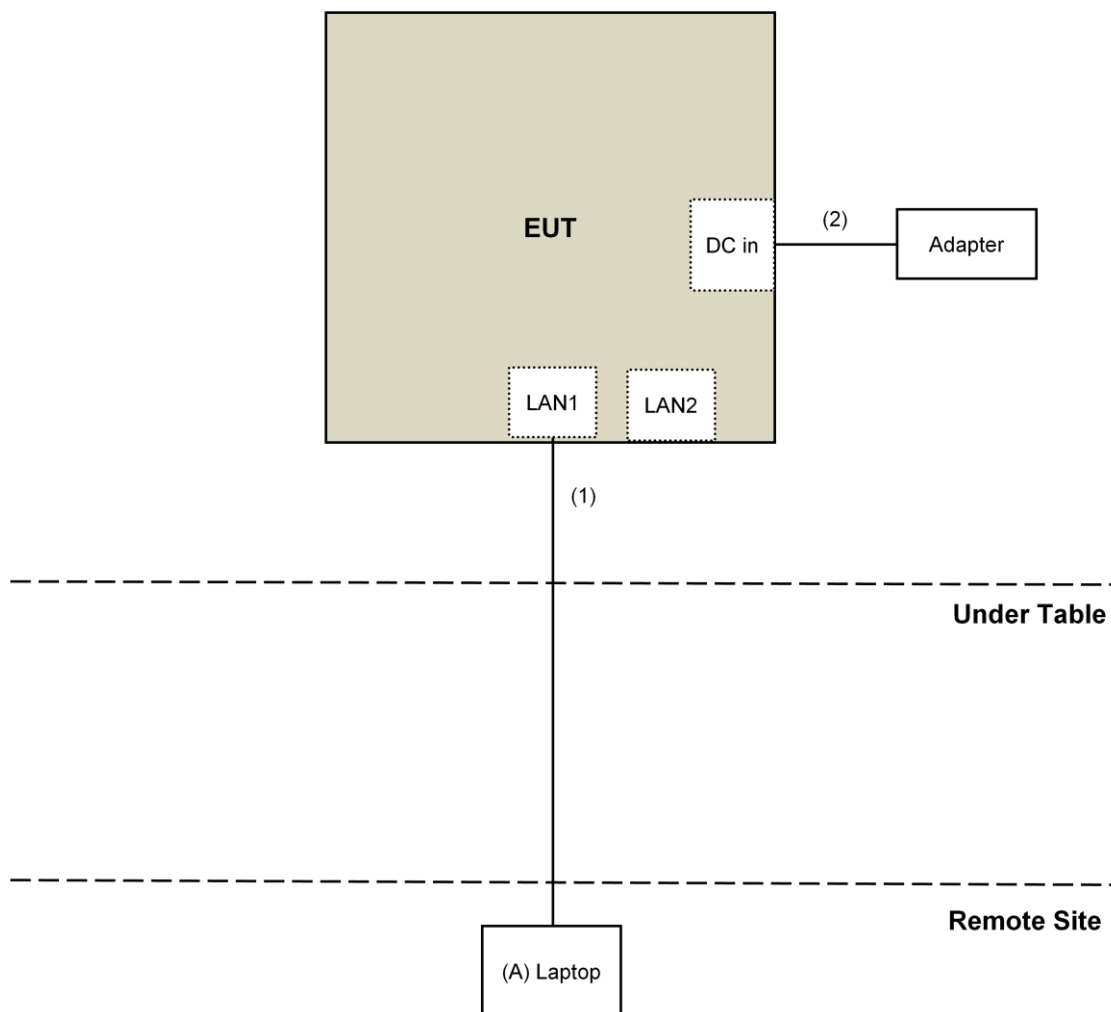 EUT
(2)
DC in
Adapter
LAN1
LAN2
(1)
Under Table
Remote Site
(A) Laptop